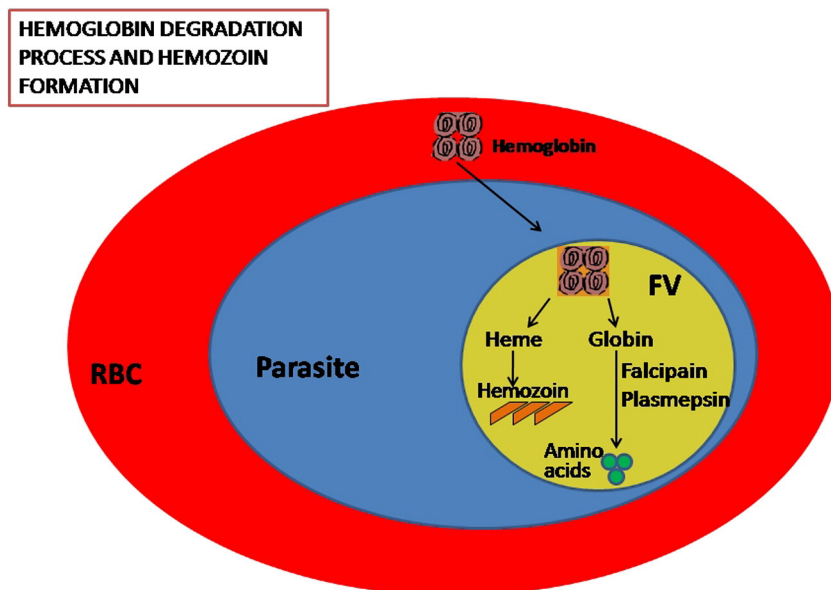 HEMOGLOBIN DEGRADATION
PROCESS AND HEMOZOIN
FORMATION
Hemoglobin
FV
Heme
Globin
Falcipain
Plasmepsin
Hemozoin
Amino
acids
Parasite
RBC